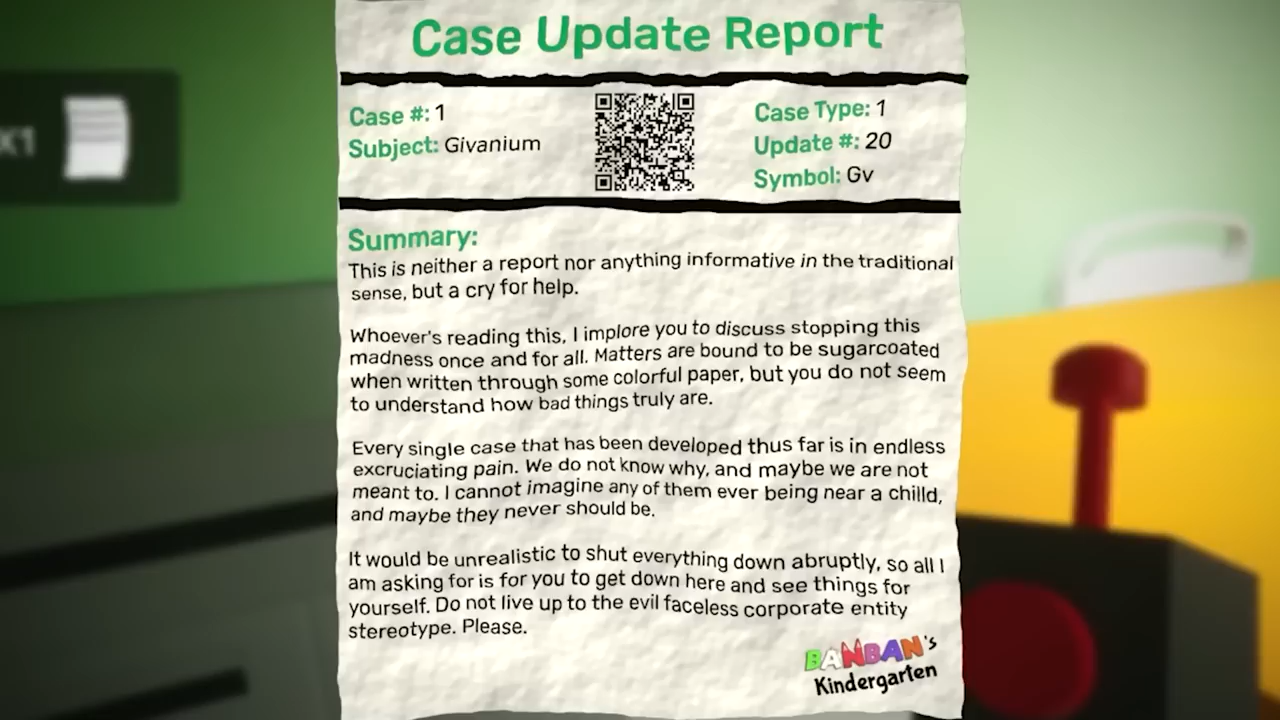 Case Update Report
Case #: 1
Subject: Givanium
Case Type: 1
Update #: 20
Symbol: Gv
X1
Summary:
This is neither a report nor anything informative in the traditional
sense, but a cry for help.
Whoever's reading this, I implore you to discuss stopping this
madness once and for all. Matters are bound to be sugarcoated
when written through some colorful paper, but you do not seem
to understand how bad things truly are.
Every single case that has been developed thus far is in endless
excruciating pain. We do not know why, and maybe we are not
meant to. I cannot imagine any of them ever being near a chilld,
and maybe they never should be.
It would be unrealistic to shut everything down abruptly, so all I
am asking for is for you to get down here and see things for
yourself. Do not live up to the evil faceless corporate entity
stereotype. Please.
BANBAN's
Kindergarten